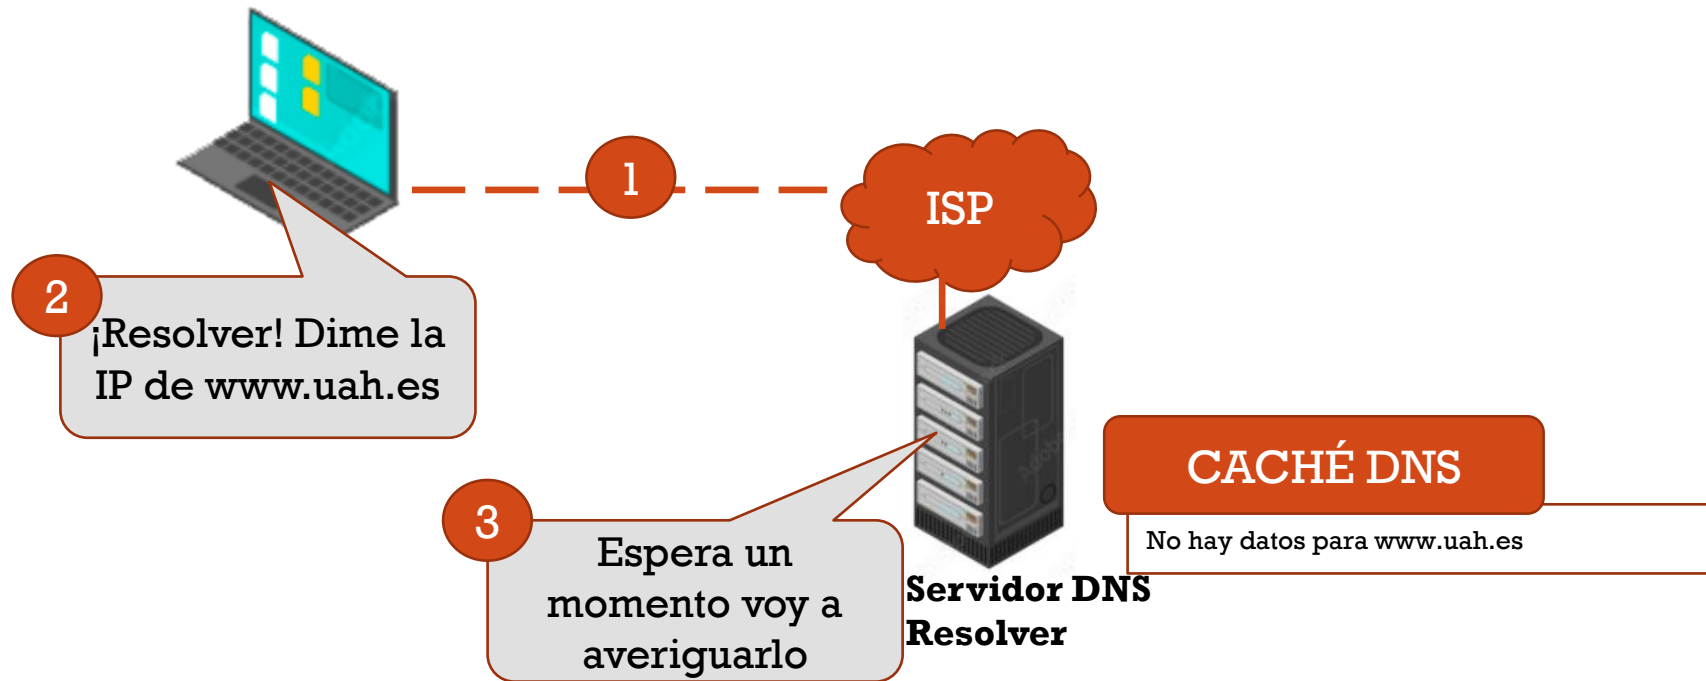 1
ISP
2
¡Resolver! Dime la
IP de www.uah.es
CACHÉ DNS
No hay datos para www.uah.es
3
Espera un
momento voy a
averiguarlo
Servidor DNS
Resolver